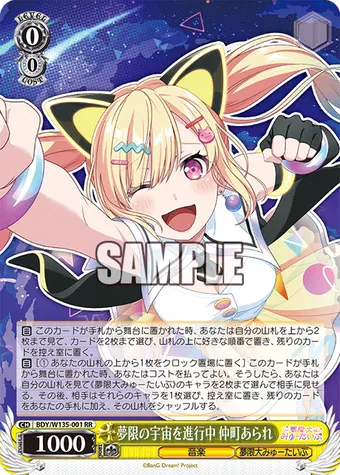 LEVEL
0
0
COST
SAMPLE
自 このカードが手札から舞台に置かれた時、あなたは自分の山札を上から2
枚まで見て、カードを2枚まで選び、山札の上に好きな順番で置き、残りのカー
ドを控え室に置く。
自 [① あなたの山札の上から1枚をクロック置場に置く] このカードが手札か
ら舞台に置かれた時、あなたはコストを払ってよい。そうしたら、あなたは自
分の山札を見て《夢限大みゅーたいぷ》のキャラを2枚まで選んで相手に見せ
る。その後、相手はそれらのキャラを1枚選び、選ばれたキャラを手札に加え、
残りのカードを控え室に置き、その山札をシャッフルする。
CH BDY/W135-001 RR
1000
夢限の宇宙を進行中 仲町あられ
音楽
夢限大みゅーたいぷ
©BanG Dream! Project